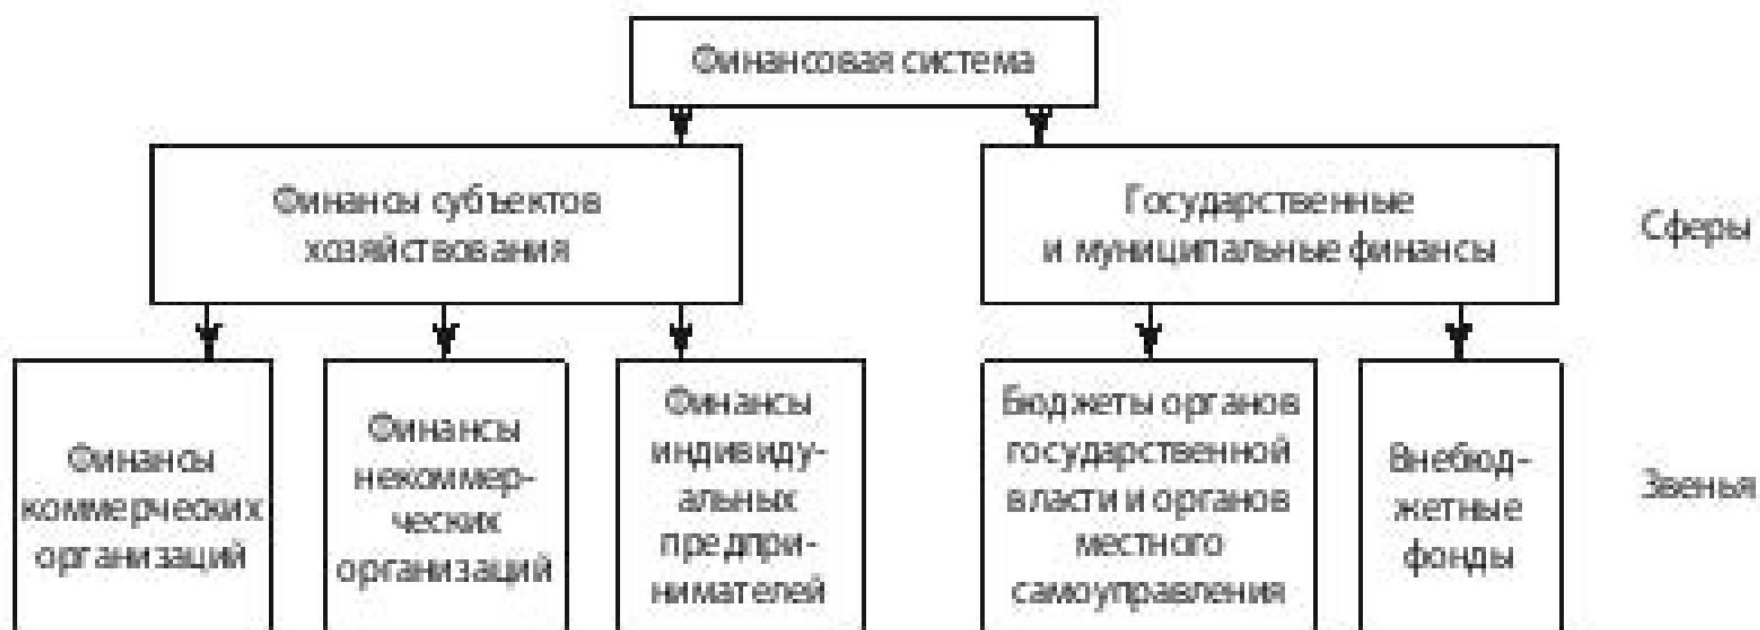 Финансовая система
Финансы субъектов
хозяйствования
Государственные
и муниципальные финансы
Сферы
Финансы
коммерческих
организаций
Финансы
некоммер-
ческих
организаций
Финансы
индивиду-
альных
предпри-
нимателей
Бюджеты органов
государственной
власти и органов
местного
самоуправления
Внебюд-
жетные
фонды
Звенья